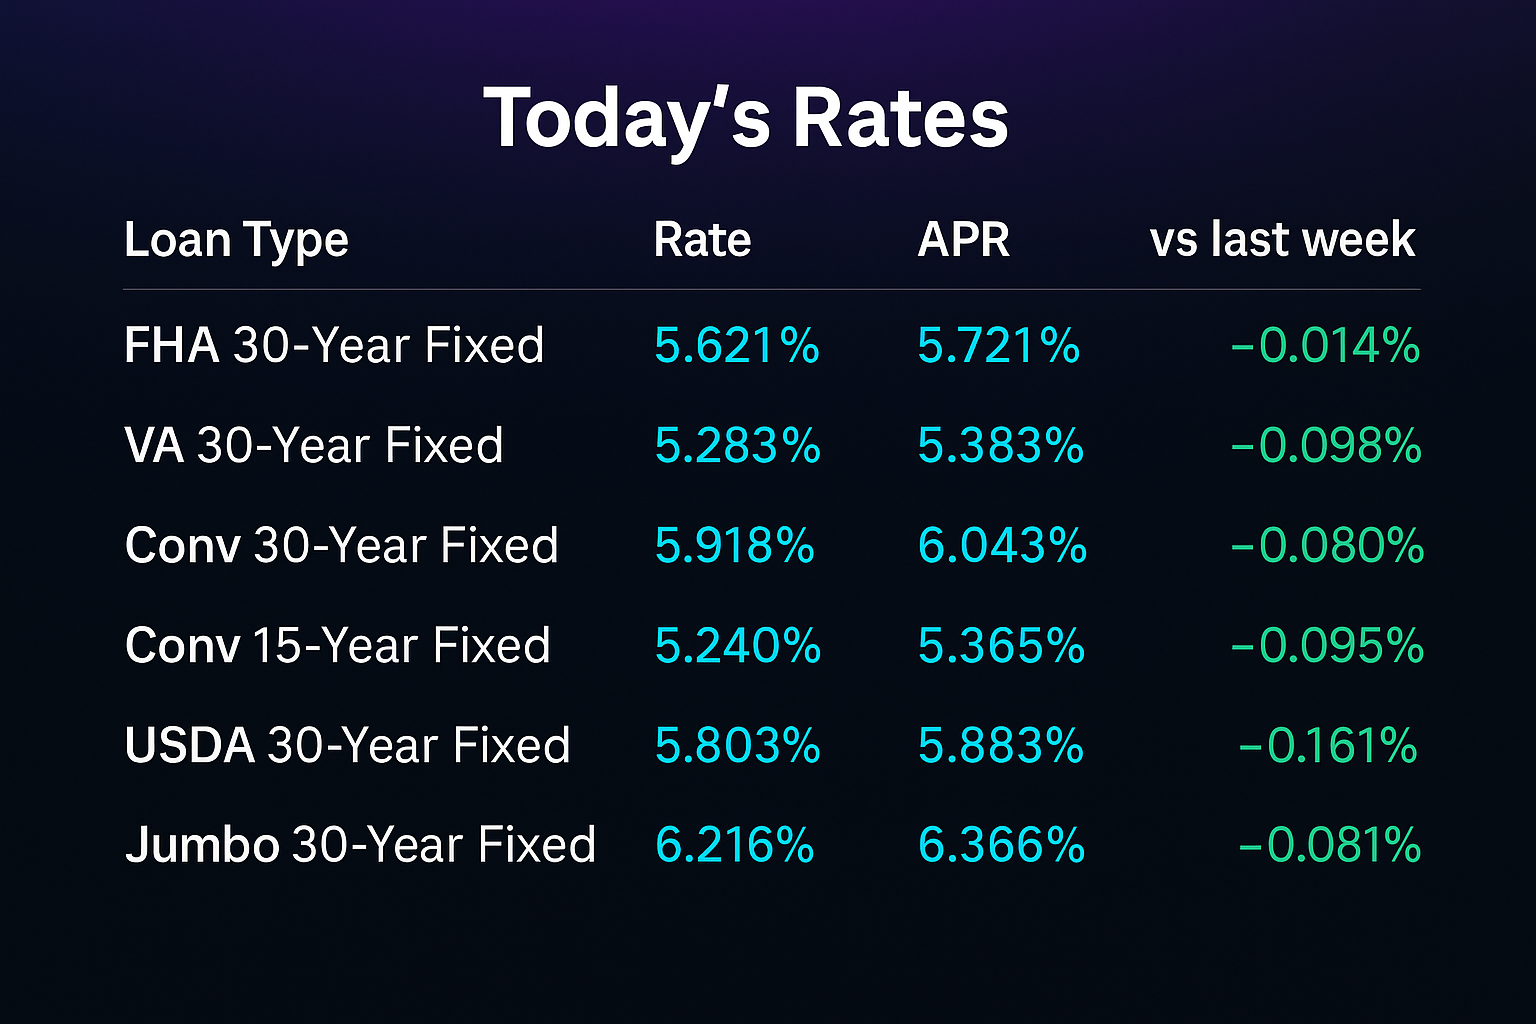 Today's Rates
Loan Type Rate APR vs last week
FHA 30-Year Fixed 5.621% 5.721% −0.014%
VA 30-Year Fixed 5.283% 5.383% −0.098%
Conv 30-Year Fixed 5.918% 6.043% −0.080%
Conv 15-Year Fixed 5.240% 5.365% −0.095%
USDA 30-Year Fixed 5.803% 5.883% −0.161%
Jumbo 30-Year Fixed 6.216% 6.366% −0.081%